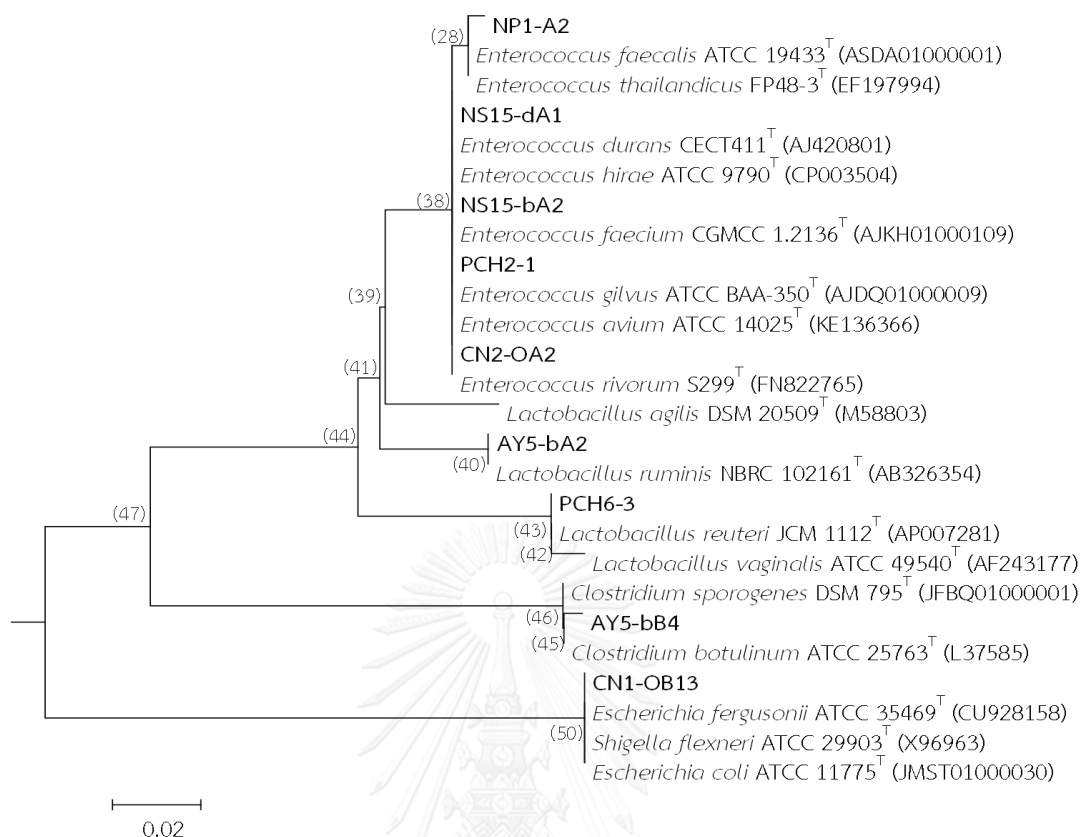 NP1-A2
(28)
Enterococcus faecalis ATCC 19433T (ASDA01000001)
Enterococcus thailandicus FP48-3T (EF197994)
NS15-dA1
Enterococcus durans CECT411T (AJ420801)
Enterococcus hirae ATCC 9790T (CP003504)
(38)
NS15-bA2
Enterococcus faecium CGMCC 1.2136T (AJKH01000109)
PCH2-1
(39)
Enterococcus gilvus ATCC BAA-350T (AJDQ01000009)
Enterococcus avium ATCC 14025T (KE136366)
CN2-OA2
(41)
Enterococcus rivorum S299T (FN822765)
Lactobacillus agilis DSM 20509T (M58803)
(44)
AY5-bA2
(40)
Lactobacillus ruminis NBRC 102161T (AB326354)
PCH6-3
(47)
(43)
Lactobacillus reuteri JCM 1112T (AP007281)
(42)
Lactobacillus vaginalis ATCC 49540T (AF243177)
Clostridium sporogenes DSM 795T (JFBQ01000001)
(46)
AY5-bB4
(45)
Clostridium botulinum ATCC 25763T (L37585)
CN1-OB13
Escherichia fergusonii ATCC 35469T (CU928158)
(50)
Shigella flexneri ATCC 29903T (X96963)
Escherichia coli ATCC 11775T (JMST01000030)
0.02